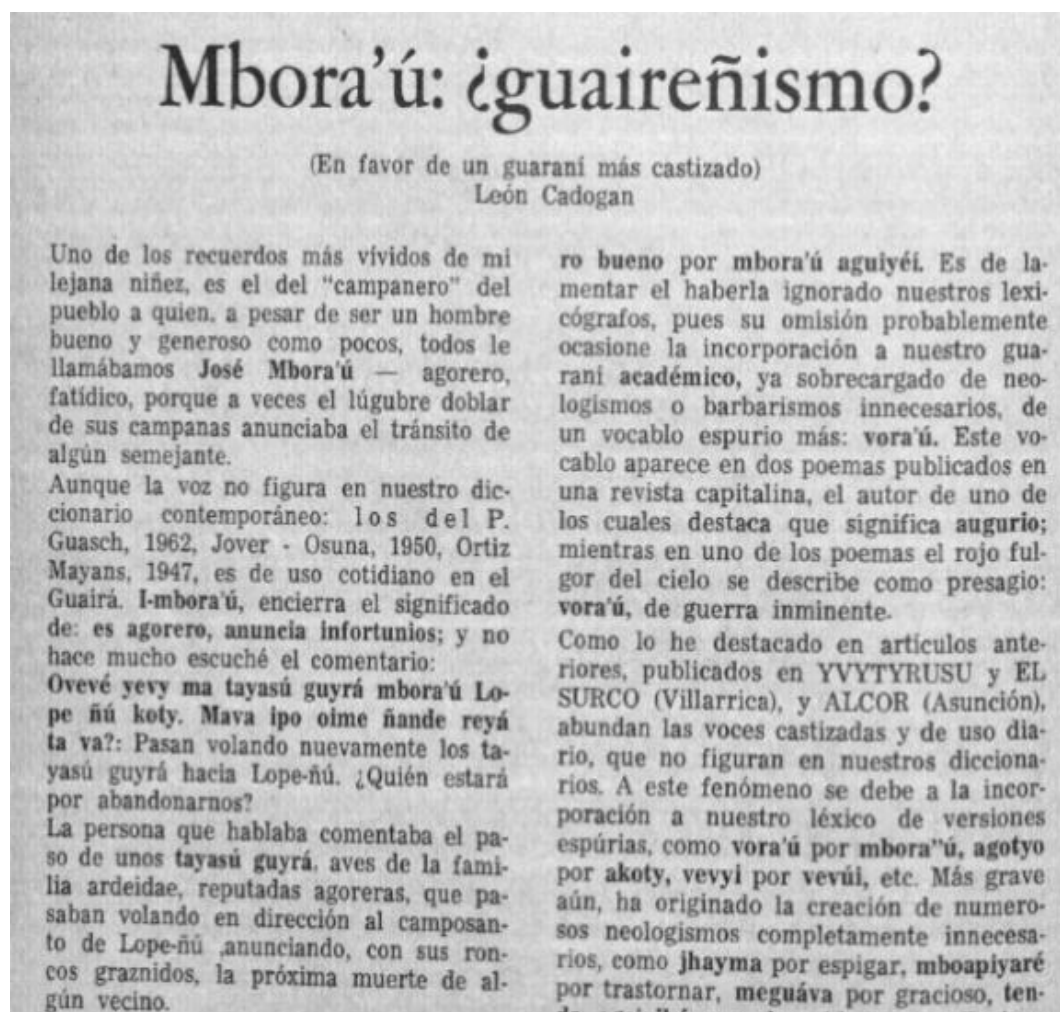 Mbora'ú: ¿guaireñismo?
(En favor de un guaraní más castizado)
León Cadogan
Uno de los recuerdos más vívidos de mi
lejana niñez, es el del "campanero" del
pueblo a quien, a pesar de ser un hombre
bueno y generoso como pocos, todos le
llamábamos José Mbora'ú — agorero,
fatídico, porque a veces el lúgubre doblar
de sus campanas anunciaba el tránsito de
algún semejante.
Aunque la voz no figura en nuestro dic-
cionario contemporáneo: los del P.
Guasch, 1962, Jover - Osuna, 1950, Ortiz
Mayans, 1947, es de uso cotidiano en el
Guairá. I-mbora'ú, encierra el significado
de: es agorero, anuncia infortunios; y no
hace mucho escuché el comentario:
Ovevé yevy ma tayasú guyrá mbora'ú Lo-
pe ñú koty. Mava ipo oime ñande reyá
ta va?: Pasan volando nuevamente los ta-
yasú guyrá hacia Lope-ñú. ¿Quién estará
por abandonarnos?
La persona que hablaba comentaba el pa-
so de unos tayasú guyrá, aves de la fami-
lia ardeidae, reputadas agoreras, que pa-
saban volando en dirección al camposan-
to de Lope-ñú ,anunciando, con sus ron-
cos graznidos, la próxima muerte de al-
gún vecino.
ro bueno por mbora'ú aguiyéi. Es de la-
mentar el haberla ignorado nuestros lexi-
cógrafos, pues su omisión probablemente
ocasione la incorporación a nuestro gua-
raní académico, ya sobrecargado de neo-
logismos o barbarismos innecesarios, de
un vocablo espurio más: vora'ú. Este vo-
cablo aparece en dos poemas publicados en
una revista capitalina, el autor de uno de
los cuales destaca que significa augurio;
mientras en uno de los poemas el rojo ful-
gor del cielo se describe como presagio:
vora'ú, de guerra inminente.
Como lo he destacado en artículos ante-
riores, publicados en YVYTYRUSU y EL
SURCO (Villarrica), y ALCOR (Asunción),
abundan las voces castizadas y de uso dia-
rio, que no figuran en nuestros dicciona-
rios. A este fenómeno se debe a la incor-
poración a nuestro léxico de versiones
espúrias, como vora'ú por mbora"ú, agotyo
por akoty, vevyi por vevúi, etc. Más grave
aún, ha originado la creación de numero-
sos neologismos completamente innecesa-
rios, como jhayma por espigar, mboapiyaré
por trastornar, meguáva por gracioso, ten-